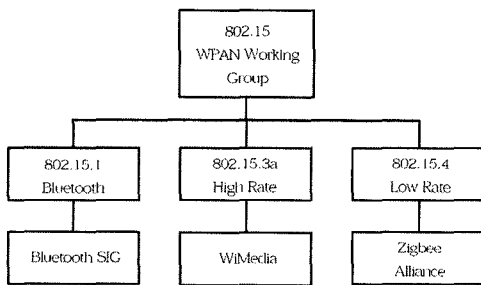 802.15
WPAN Working
Group
802.15.1
Bluetooth
802.15.3a
High Rate
802.15.4
Low Rate
Bluetooth SIG
WiMedia
Zigbee
Alliance